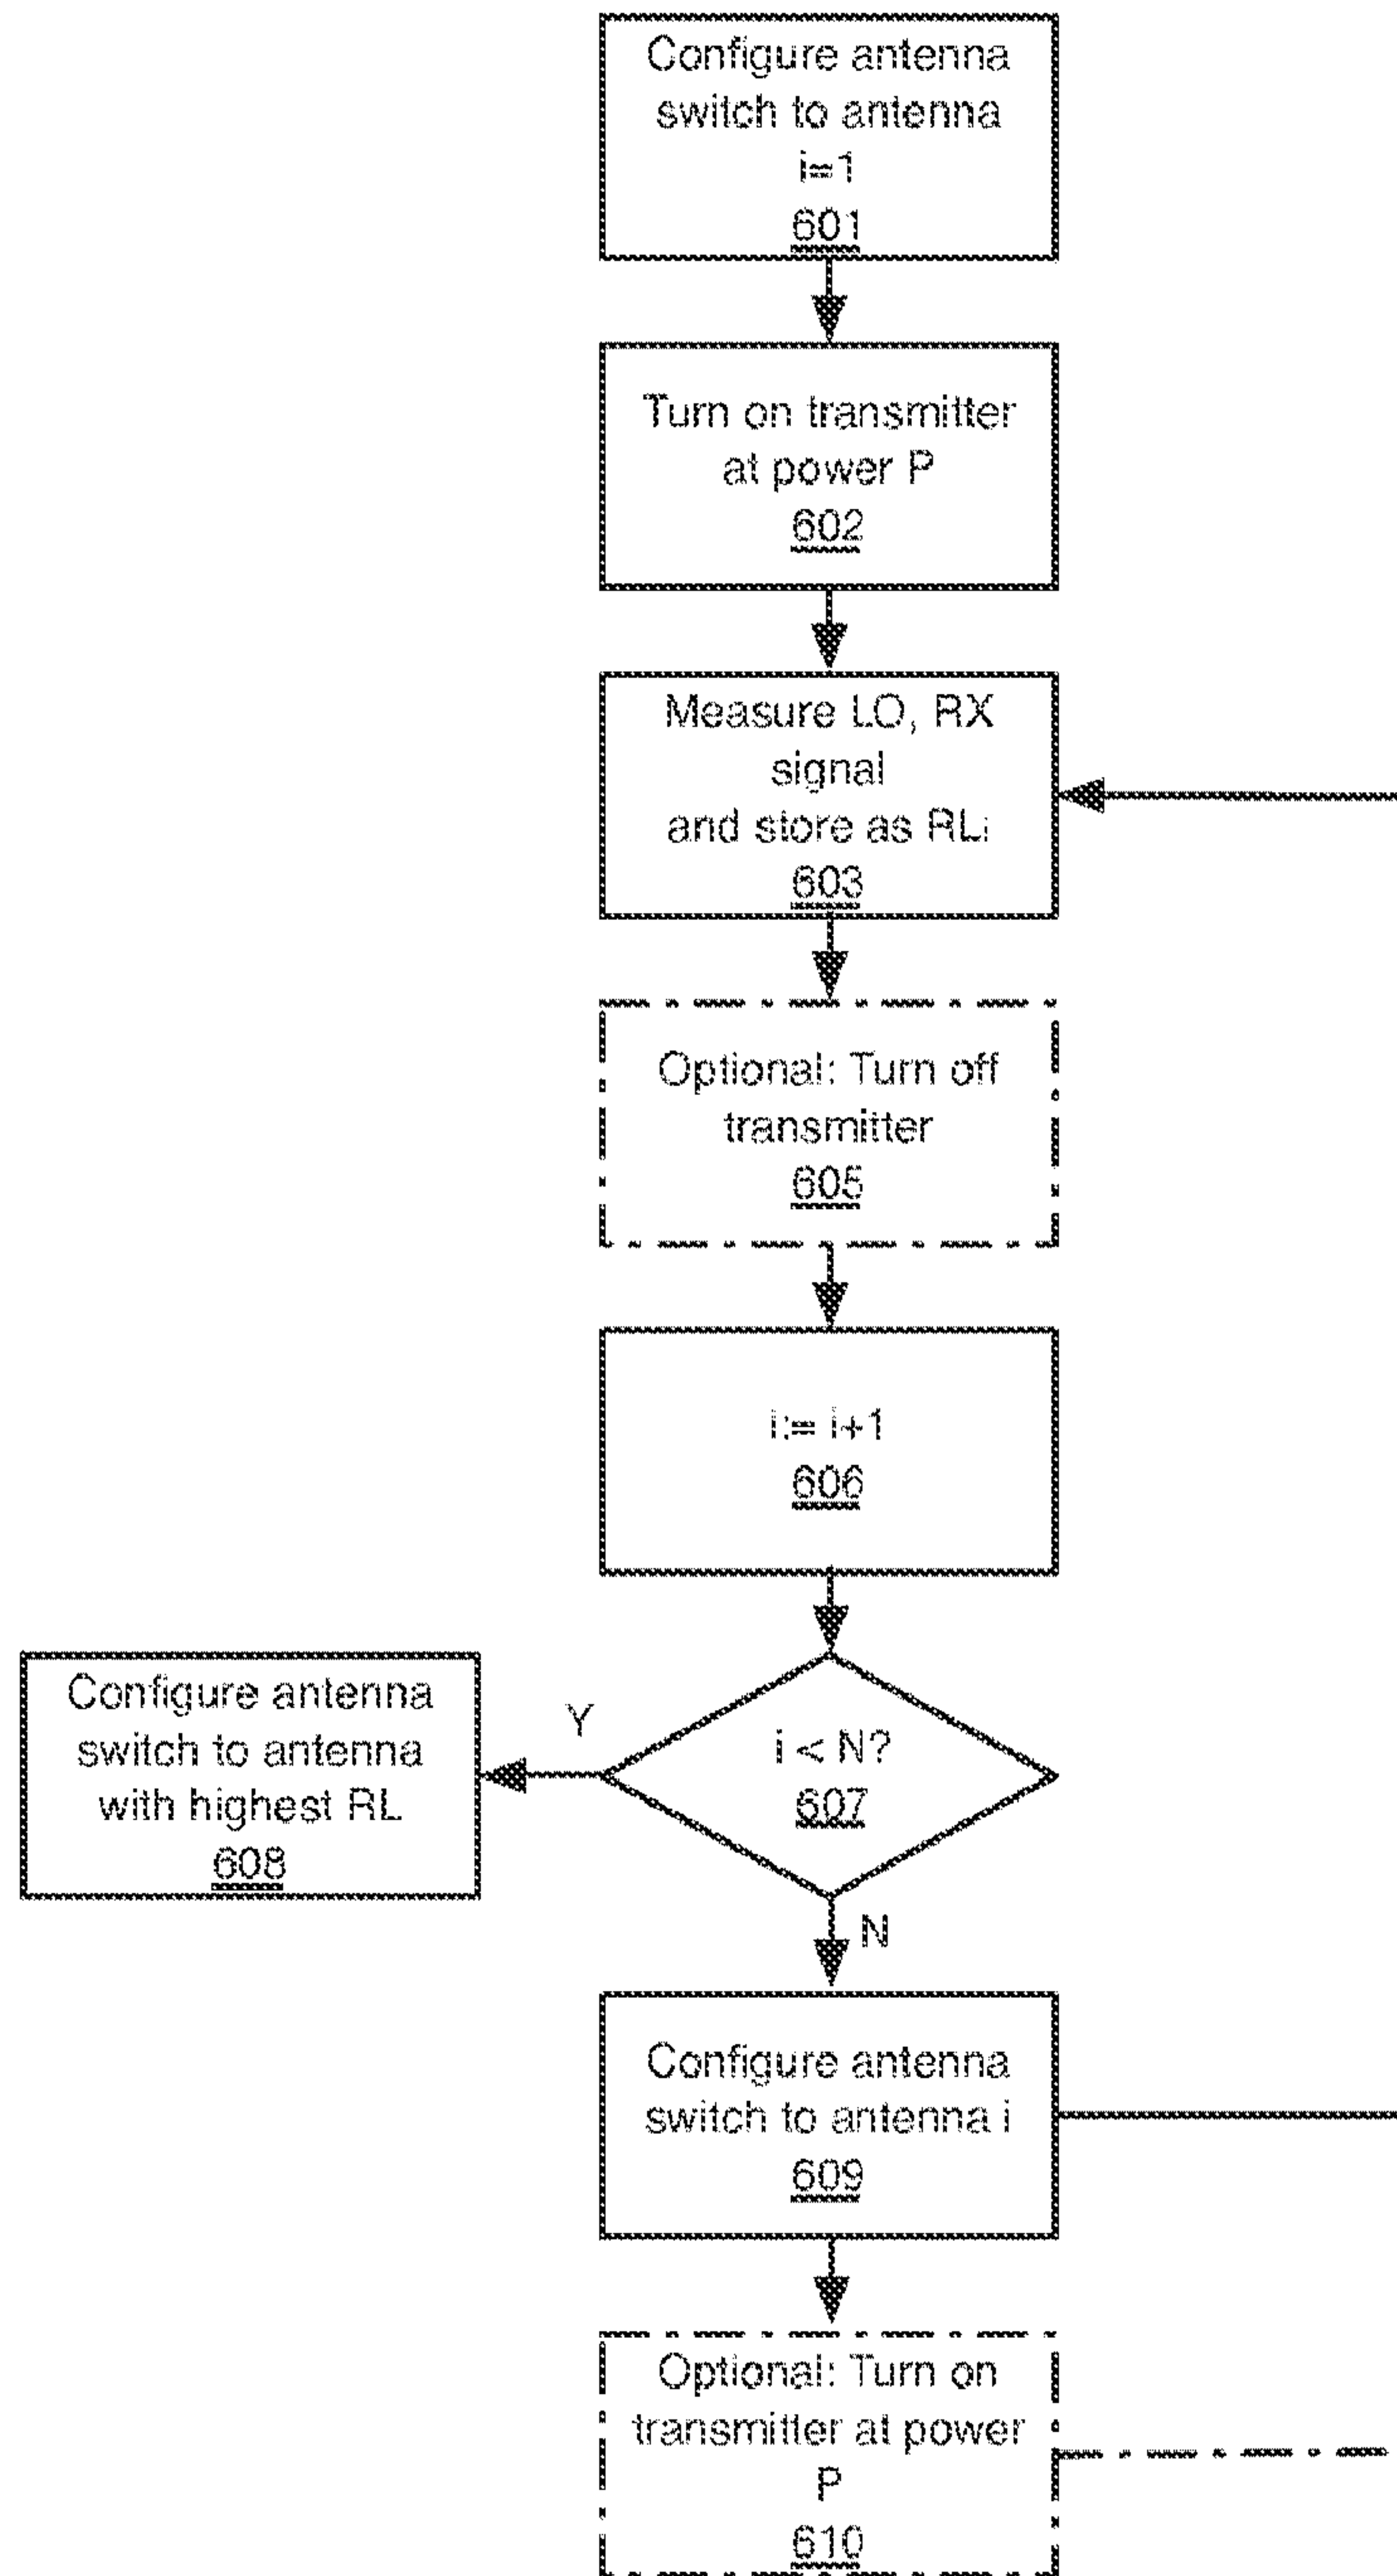 Configure antenna
switch to antenna
i=1
601
Turn on transmitter
at power P
602
Measure LO, RX
signal
and store as RLi
603
Optional: Turn off
transmitter
605
i:= i+1
606
i < N?
607
Y
Configure antenna
switch to antenna
with highest RL
608
N
Configure antenna
switch to antenna i
609
Optional: Turn on
transmitter at power
P
610